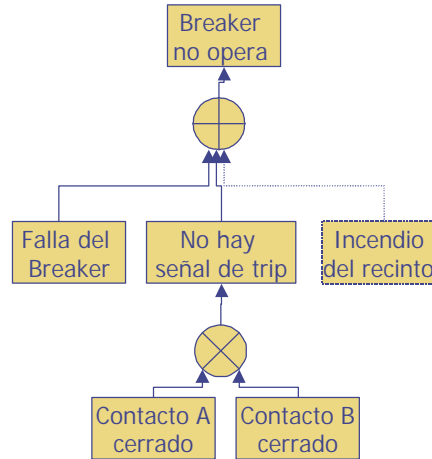 Breaker
no opera
Falla del
Breaker
No hay
señal de trip
Incendio
del recinto
Contacto A
cerrado
Contacto B
cerrado